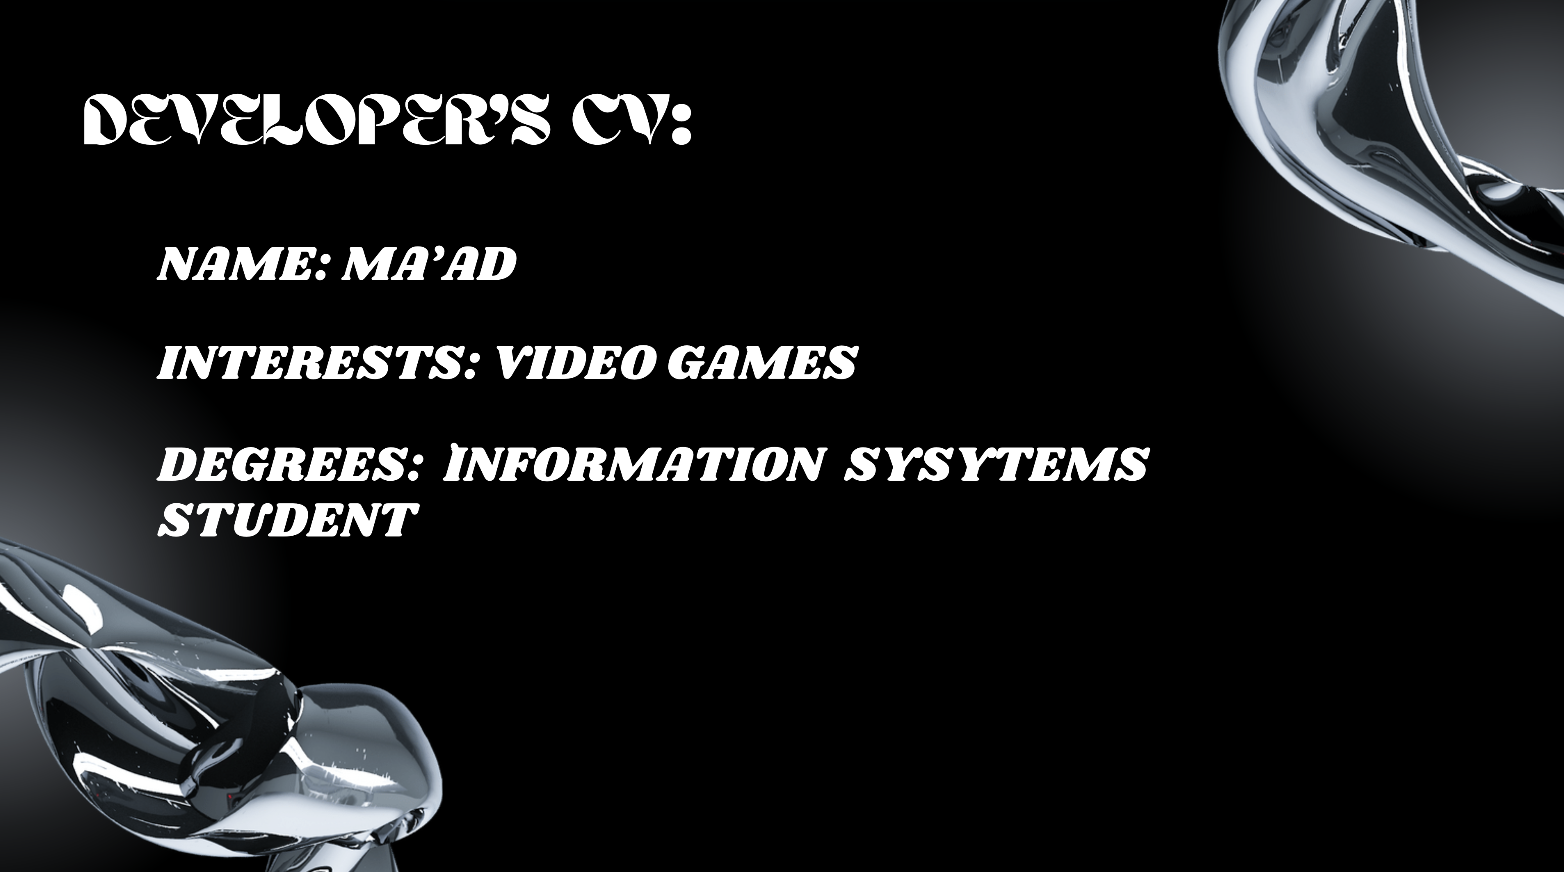 DEVELOPER’S CV:
NAME: MA’AD
INTERESTS: VIDEO GAMES
DEGREES: INFORMATION SYSYTEMS
STUDENT